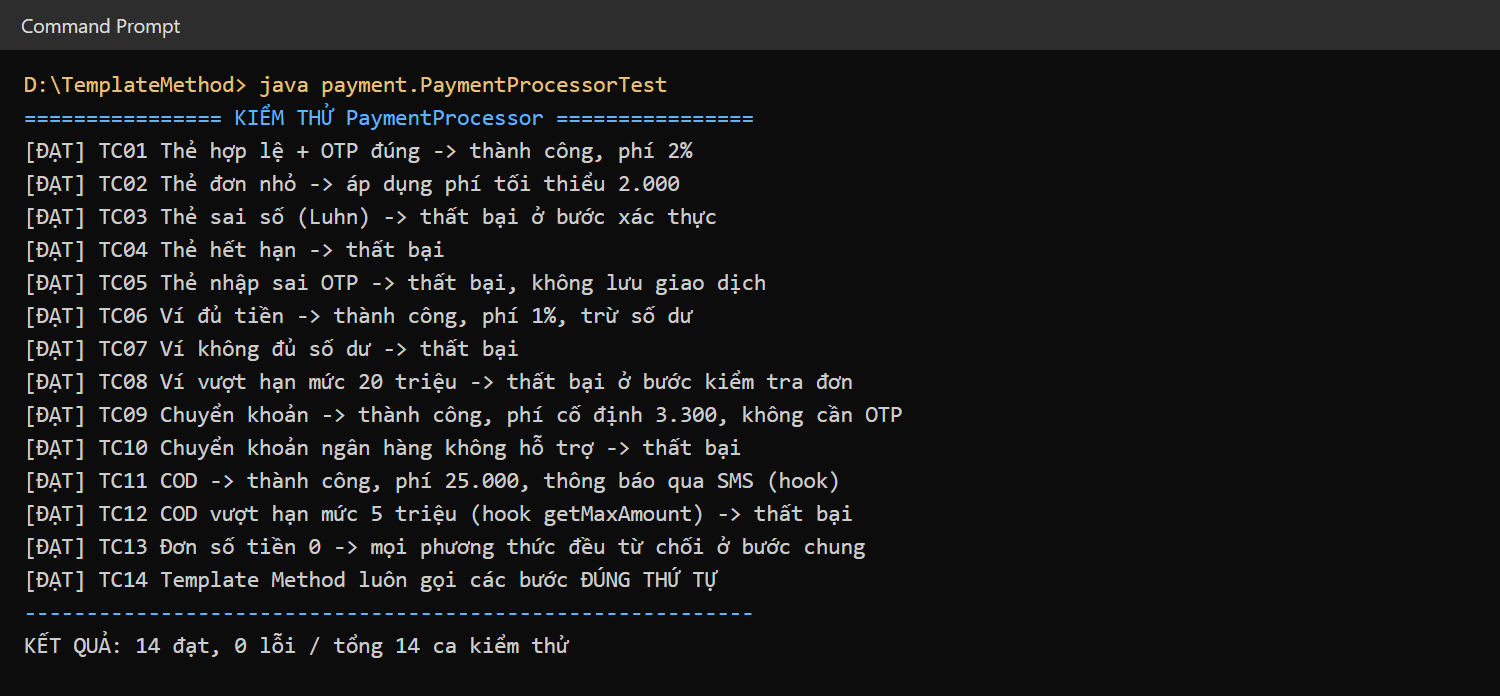 Command Prompt
D:\TemplateMethod> java payment.PaymentProcessorTest
================ KIỂM THỬ PaymentProcessor ================
[ĐẠT] TC01 Thẻ hợp lệ + OTP đúng -> thành công, phí 2%
[ĐẠT] TC02 Thẻ đơn nhỏ -> áp dụng phí tối thiểu 2.000
[ĐẠT] TC03 Thẻ sai số (Luhn) -> thất bại ở bước xác thực
[ĐẠT] TC04 Thẻ hết hạn -> thất bại
[ĐẠT] TC05 Thẻ nhập sai OTP -> thất bại, không lưu giao dịch
[ĐẠT] TC06 Ví đủ tiền -> thành công, phí 1%, trừ số dư
[ĐẠT] TC07 Ví không đủ số dư -> thất bại
[ĐẠT] TC08 Ví vượt hạn mức 20 triệu -> thất bại ở bước kiểm tra đơn
[ĐẠT] TC09 Chuyển khoản -> thành công, phí cố định 3.300, không cần OTP
[ĐẠT] TC10 Chuyển khoản ngân hàng không hỗ trợ -> thất bại
[ĐẠT] TC11 COD -> thành công, phí 25.000, thông báo qua SMS (hook)
[ĐẠT] TC12 COD vượt hạn mức 5 triệu (hook getMaxAmount) -> thất bại
[ĐẠT] TC13 Đơn số tiền 0 -> mọi phương thức đều từ chối ở bước chung
[ĐẠT] TC14 Template Method luôn gọi các bước ĐÚNG THỨ TỰ
-----------------------------------------------------------
KẾT QUẢ: 14 đạt, 0 lỗi / tổng 14 ca kiểm thử